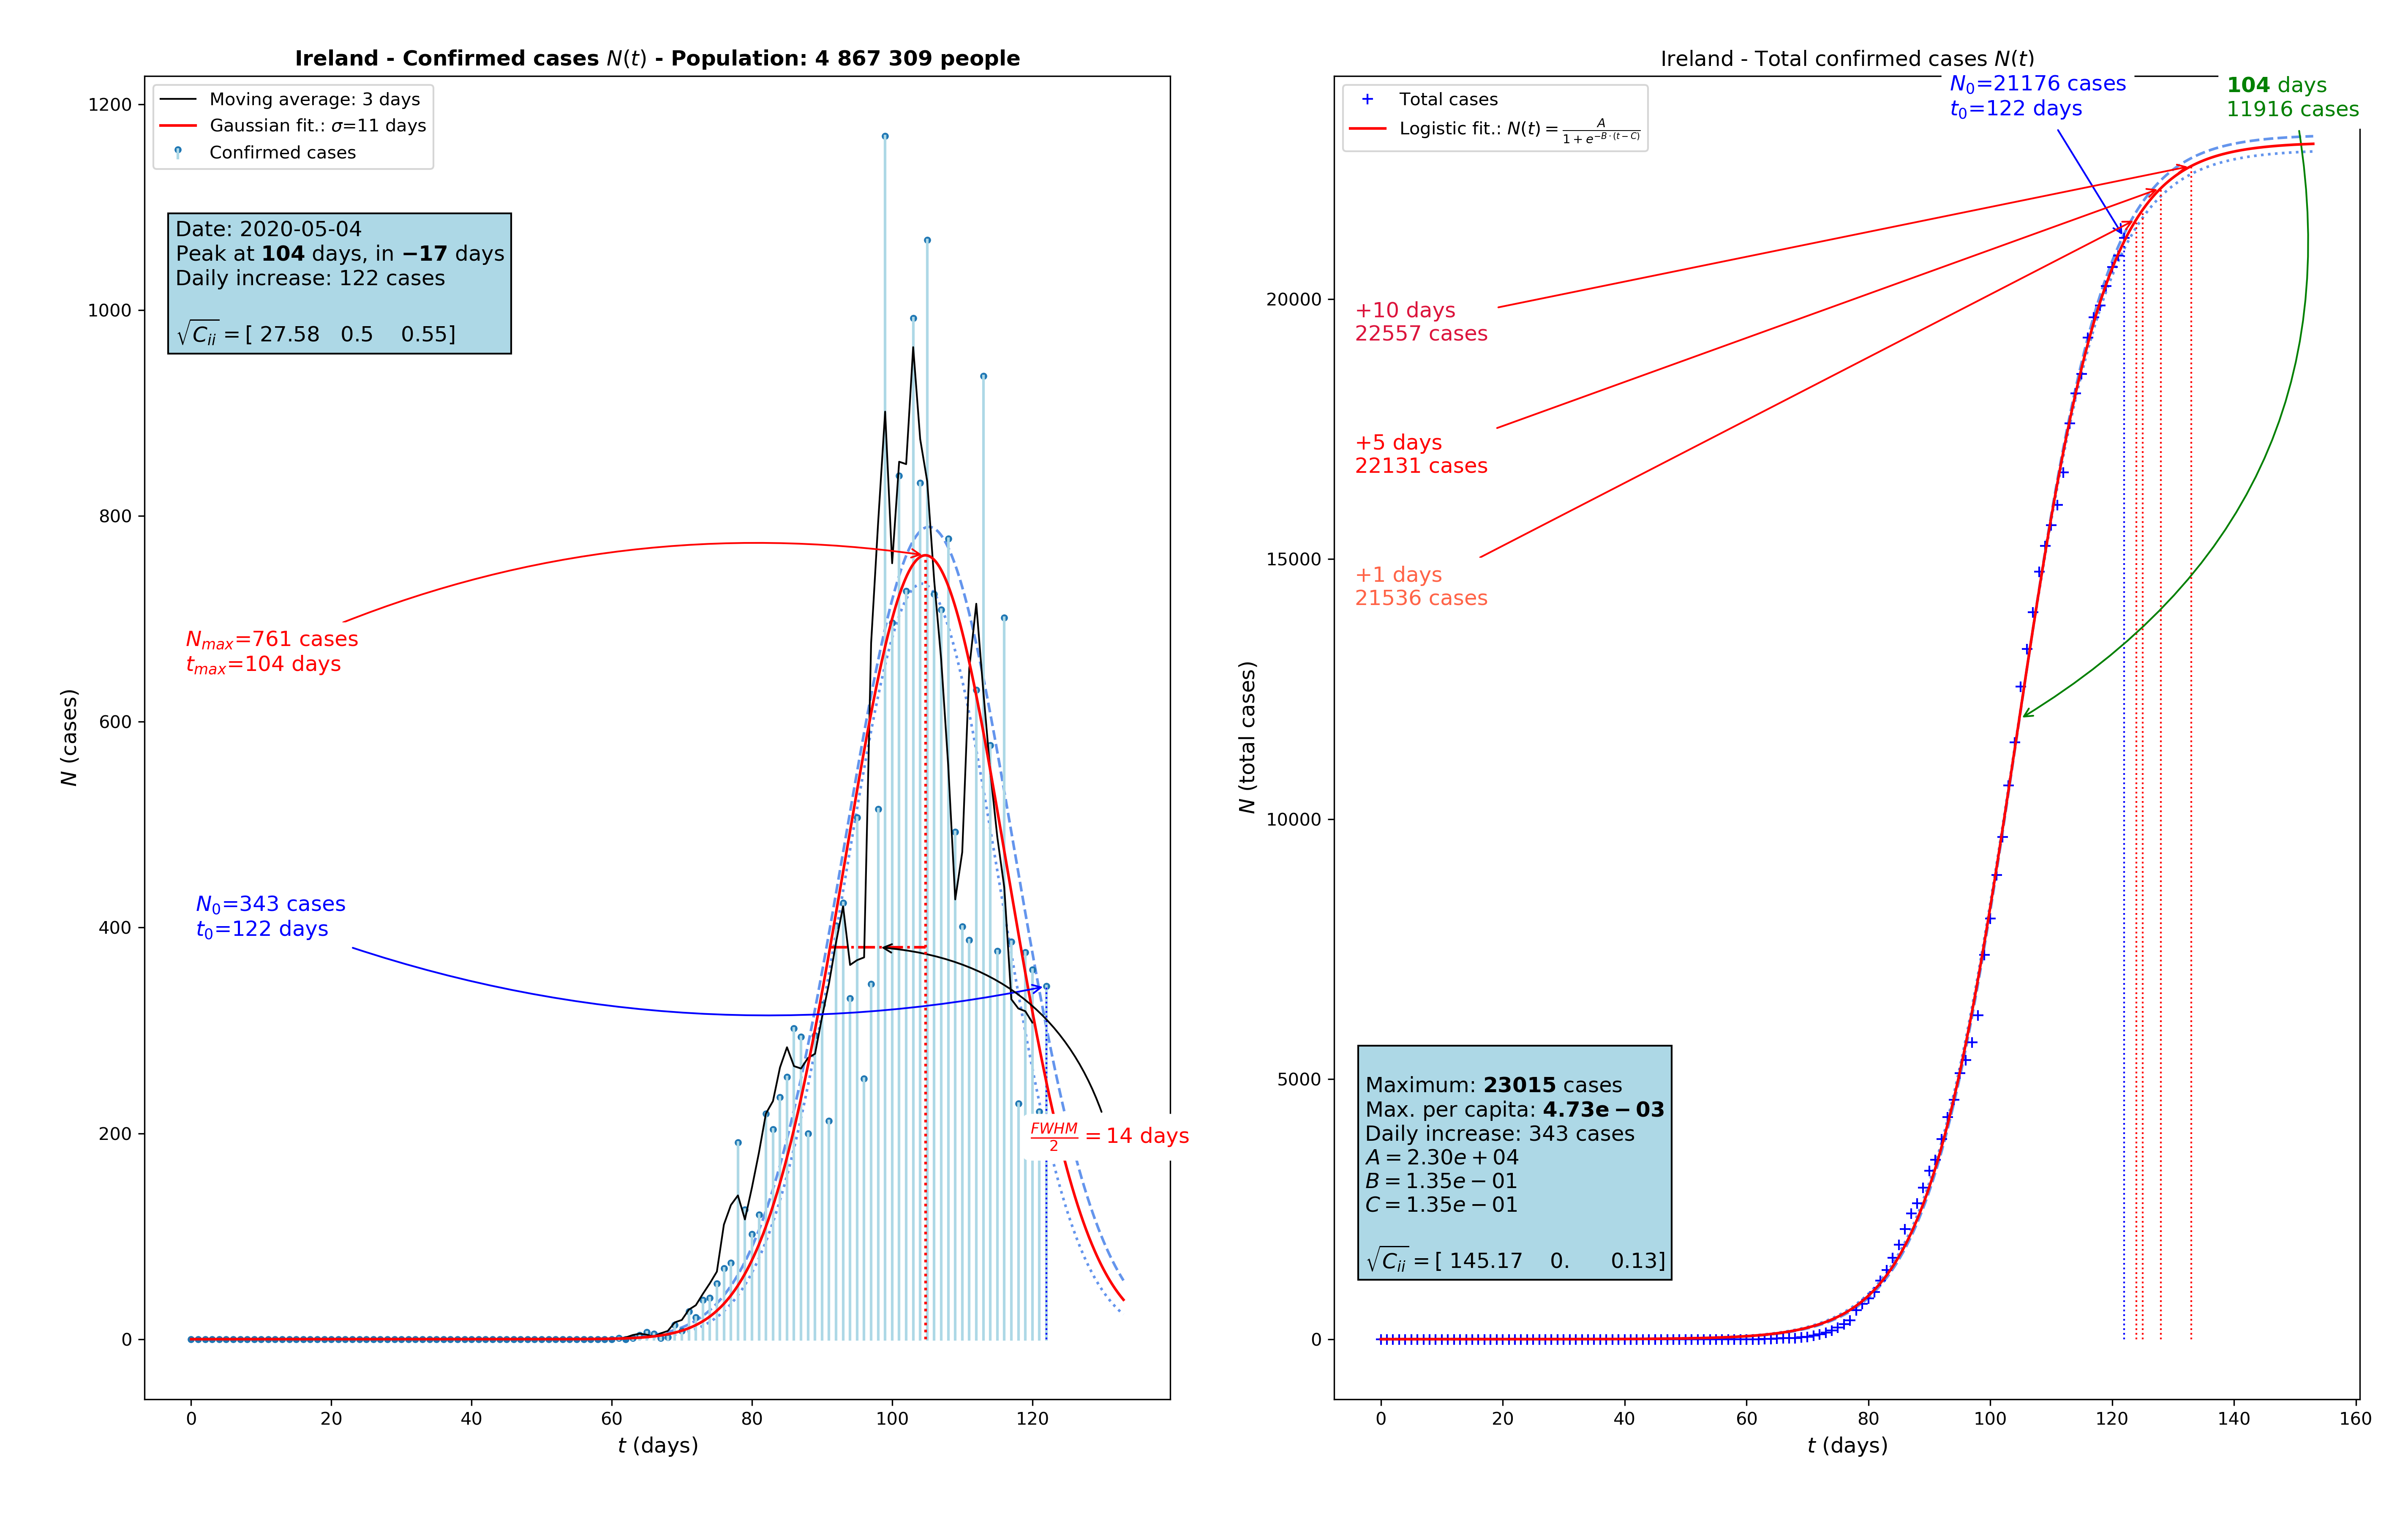 Ireland - Confirmed cases N(t) - Population: 4 867 309 people
Moving average: 3 days
Gaussian fit.: σ=11 days
Confirmed cases
Date: 2020-05-04
Peak at 104 days, in −17 days
Daily increase: 122 cases
√C_ii = [ 27.58 0.5 0.55]
N_max=761 cases
t_max=104 days
N_0=343 cases
t_0=122 days
FWHM/2 = 14 days
N (cases)
1200
1000
800
600
400
200
0
0 20 40 60 80 100 120
t (days)
Ireland - Total confirmed cases N(t)
Total cases
Logistic fit.: N(t) = A/(1+e^{−B·(t−C)})
N_0=21176 cases
t_0=122 days
104 days
11916 cases
+10 days
22557 cases
+5 days
22131 cases
+1 days
21536 cases
Maximum: 23015 cases
Max. per capita: 4.73e − 03
Daily increase: 343 cases
A = 2.30e + 04
B = 1.35e − 01
C = 1.35e − 01
√C_ii = [ 145.17 0. 0.13]
N (total cases)
20000
15000
10000
5000
0
0 20 40 60 80 100 120 140 160
t (days)